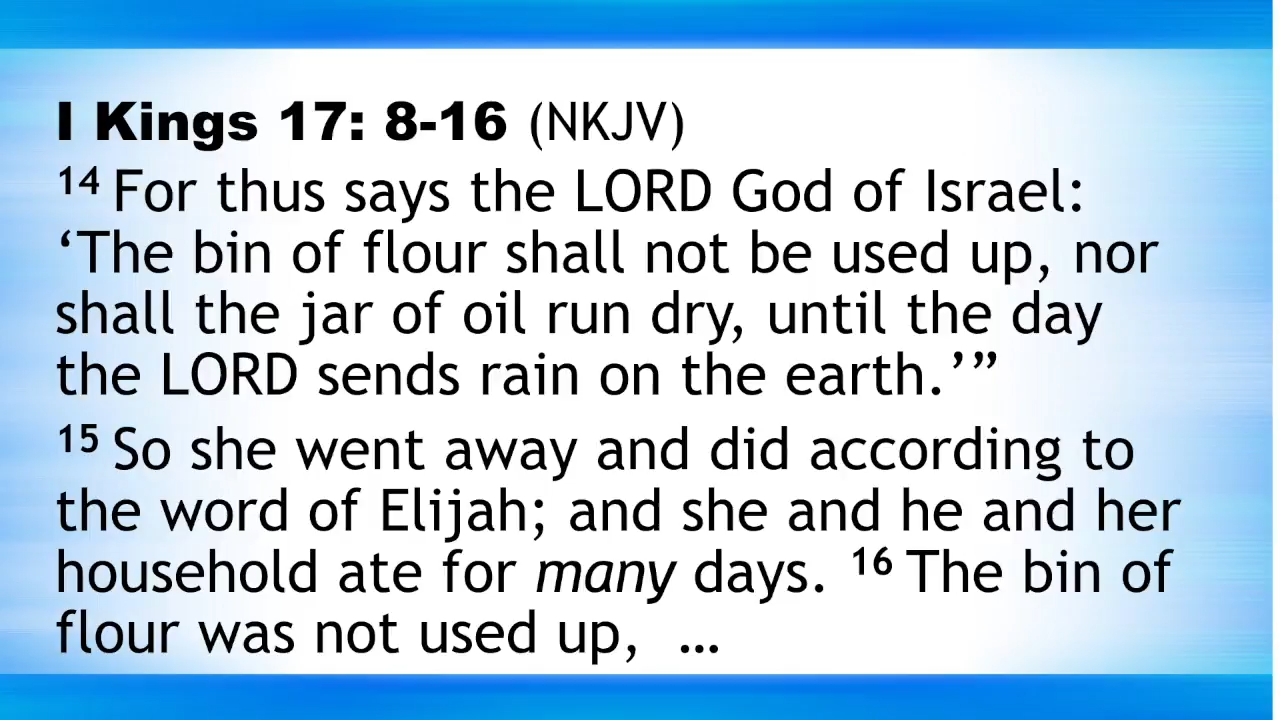 I Kings 17: 8-16 (NKJV)
14 For thus says the LORD God of Israel:
‘The bin of flour shall not be used up, nor
shall the jar of oil run dry, until the day
the LORD sends rain on the earth.’”
15 So she went away and did according to
the word of Elijah; and she and he and her
household ate for many days. 16 The bin of
flour was not used up,  …